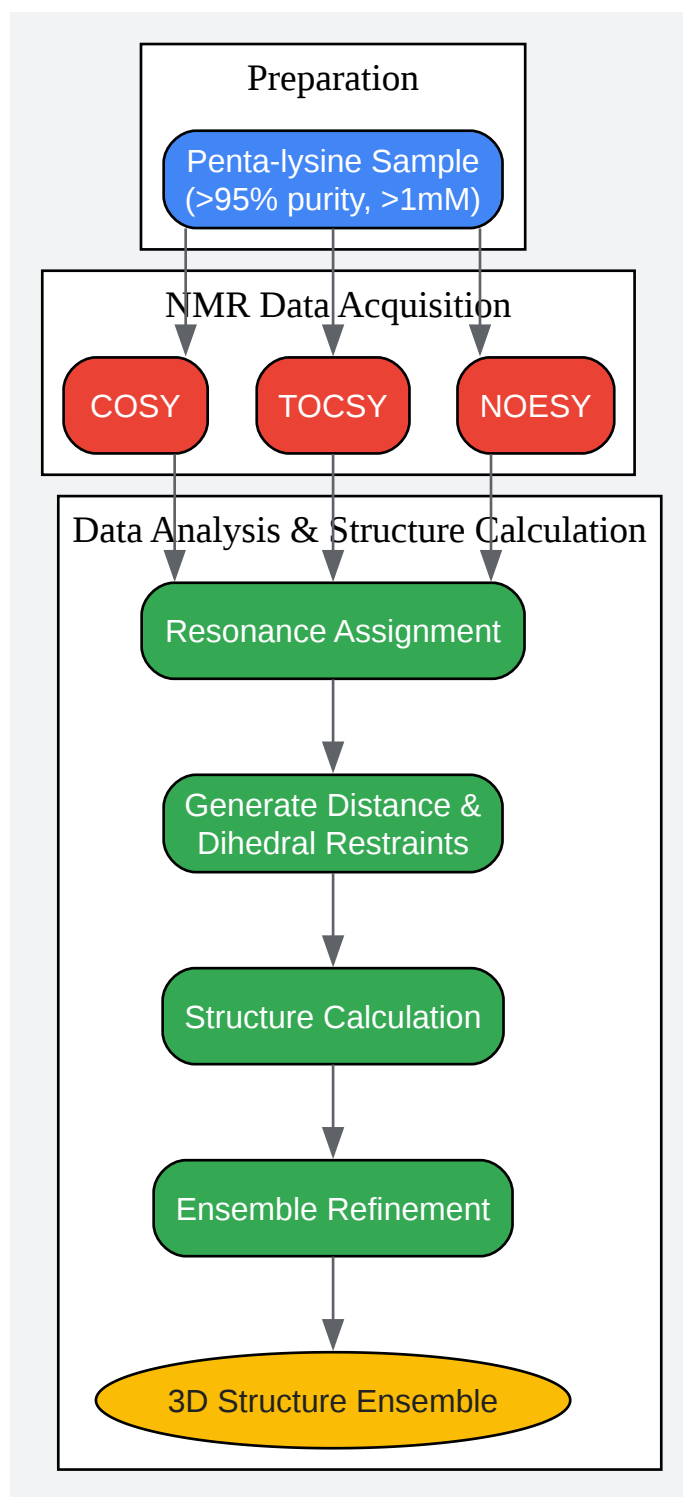 Preparation
Penta-lysine Sample
(>95% purity, >1mM)
NMR Data Acquisition
COSY
TOCSY
NOESY
Data Analysis & Structure Calculation
Resonance Assignment
Generate Distance &
Dihedral Restraints
Structure Calculation
Ensemble Refinement
3D Structure Ensemble